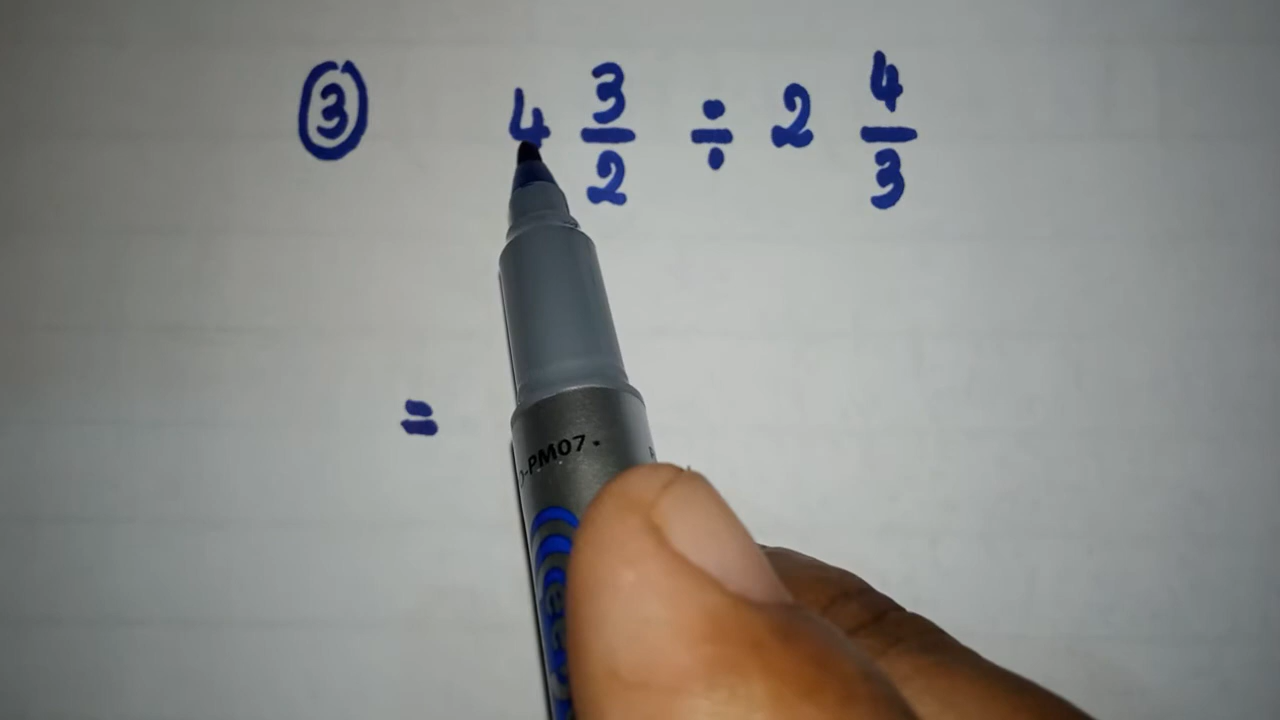 ③ 4 3/2 ÷ 2 4/3
=
-PM07.